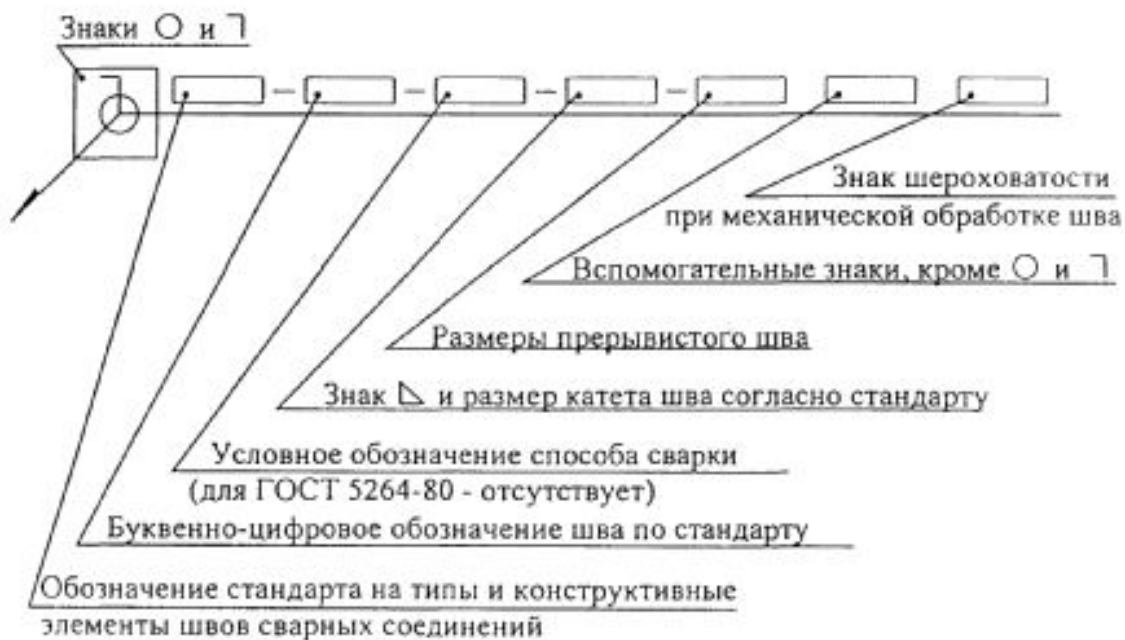 Знаки ○ и ⅂
Знак шероховатости
при механической обработке шва
Вспомогательные знаки, кроме ○ и ⅂
Размеры прерывистого шва
Знак ◺ и размер катета шва согласно стандарту
Условное обозначение способа сварки
(для ГОСТ 5264-80 - отсутствует)
Буквенно-цифровое обозначение шва по стандарту
Обозначение стандарта на типы и конструктивные
элементы швов сварных соединений